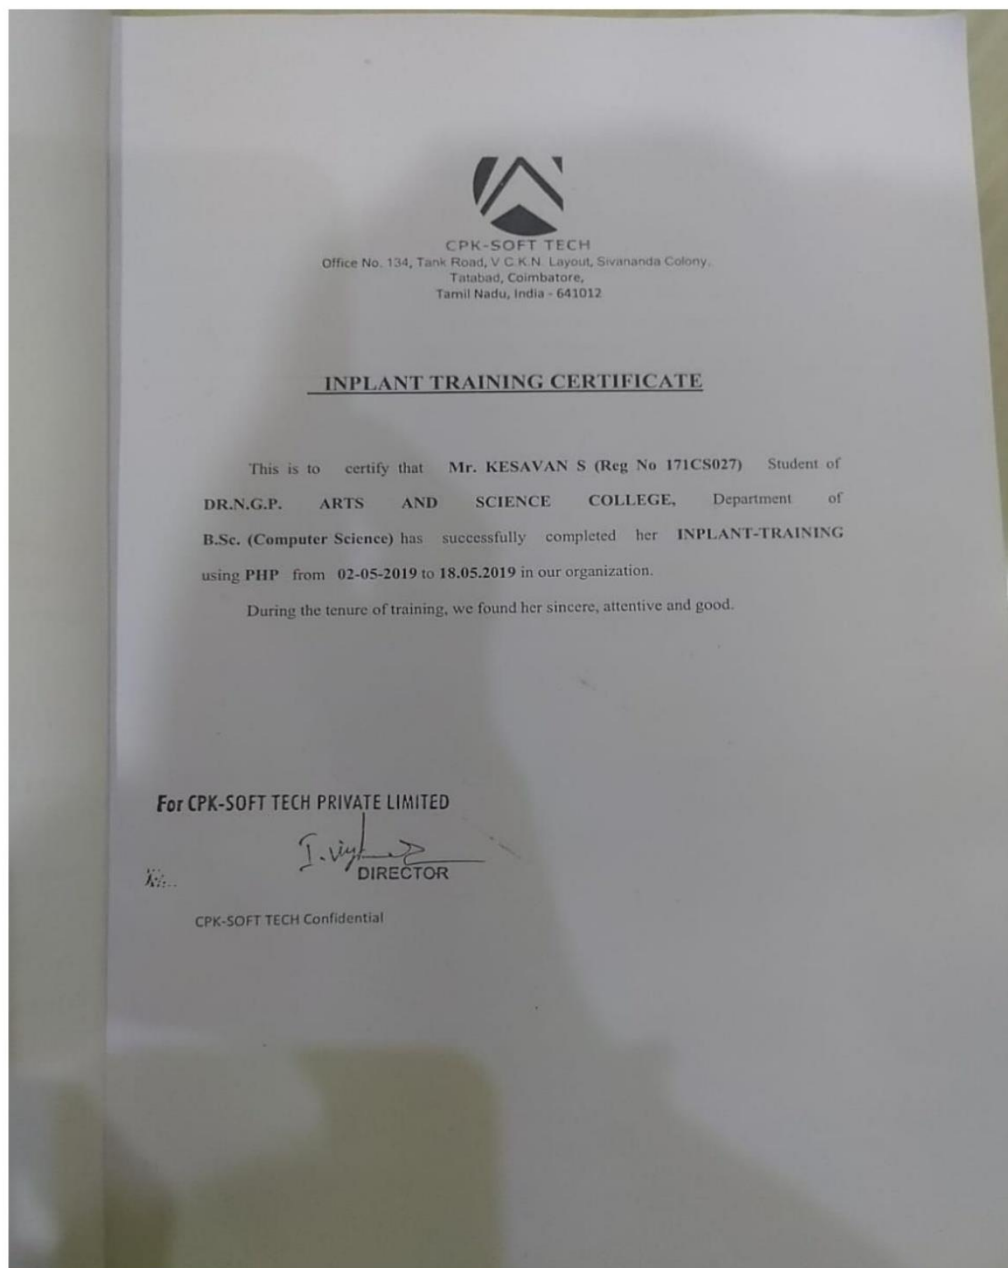 CPK-SOFT TECH
Office No. 134, Tank Road, V C.K.N. Layout, Sivananda Colony.
Tatabad, Coimbatore,
Tamil Nadu, India - 641012
INPLANT TRAINING CERTIFICATE
This is to certify that Mr. KESAVAN S (Reg No 171CS027) Student of
DR.N.G.P. ARTS AND SCIENCE COLLEGE, Department of
B.Sc. (Computer Science) has successfully completed her INPLANT-TRAINING
using PHP from 02-05-2019 to 18.05.2019 in our organization.
During the tenure of training, we found her sincere, attentive and good.
For CPK-SOFT TECH PRIVATE LIMITED
DIRECTOR
CPK-SOFT TECH Confidential